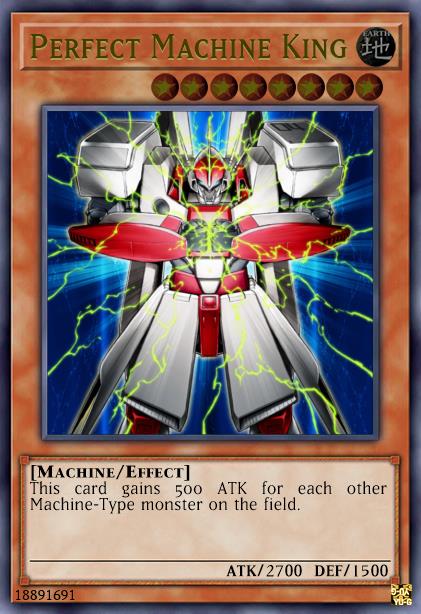 PERFECT MACHINE KING
EARTH
地
[MACHINE/EFFECT]
This card gains 500 ATK for each other
Machine-Type monster on the field.
ATK/2700 DEF/1500
18891691